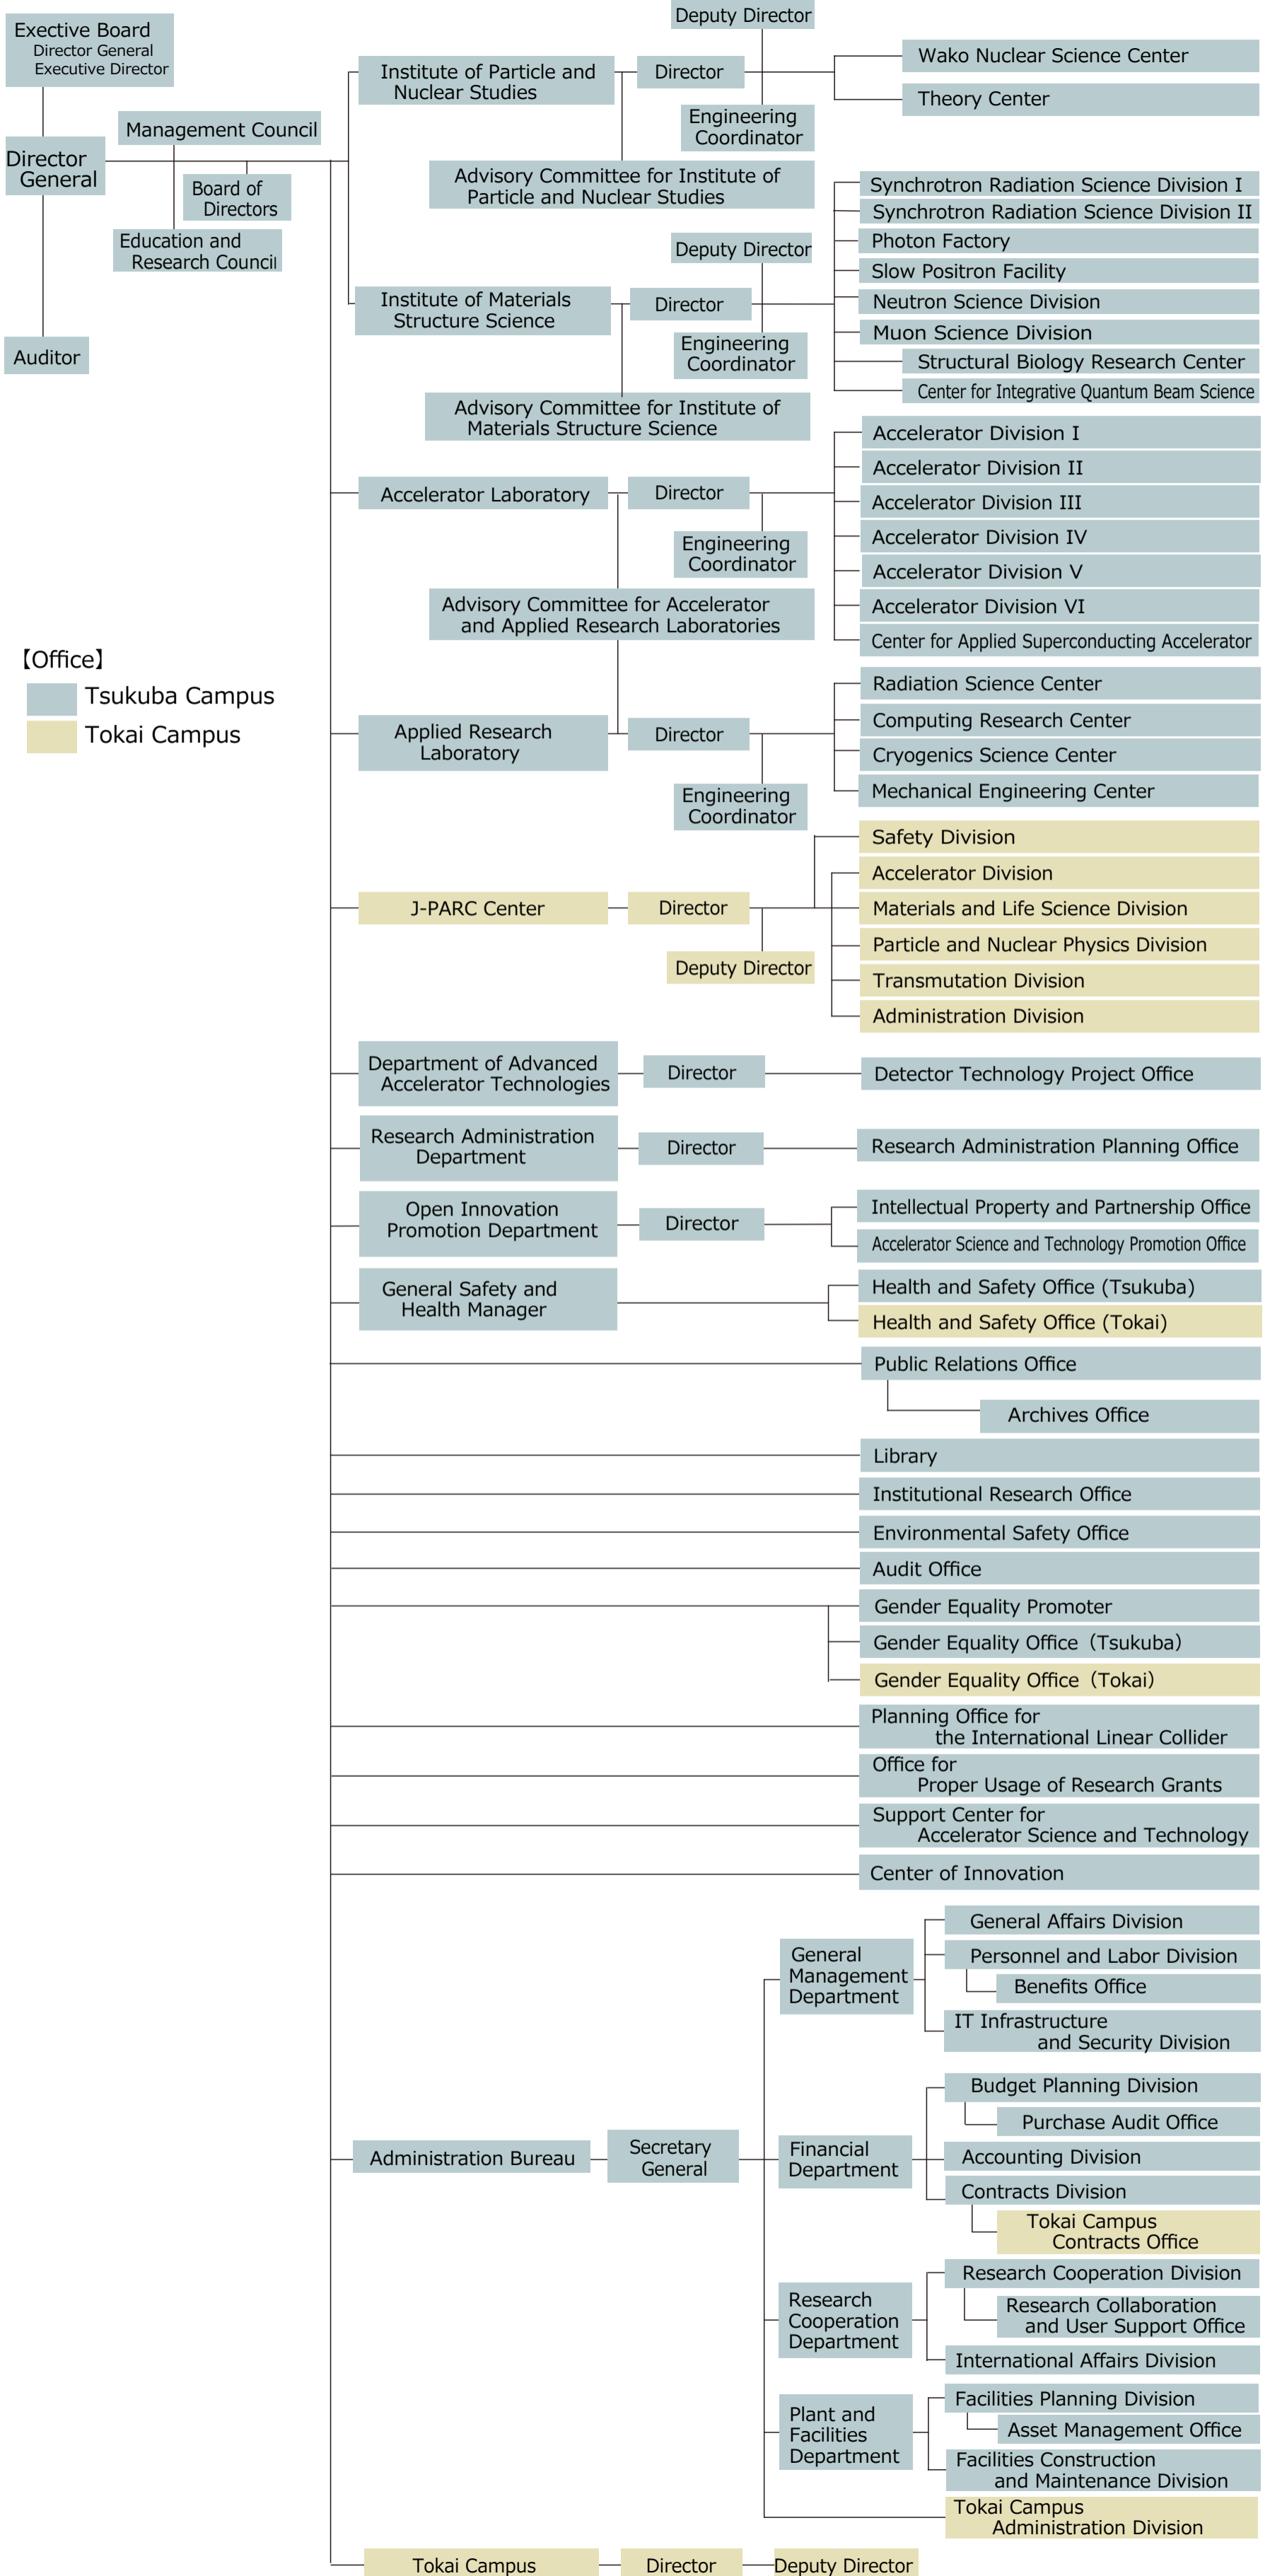 Exective Board
Director General
Executive Director
Director
General
Auditor
Management Council
Board of
Directors
Education and
Research Council
【Office】
Tsukuba Campus
Tokai Campus
Institute of Particle and
Nuclear Studies
Director
Deputy Director
Engineering
Coordinator
Advisory Committee for Institute of
Particle and Nuclear Studies
Wako Nuclear Science Center
Theory Center
Institute of Materials
Structure Science
Director
Deputy Director
Engineering
Coordinator
Advisory Committee for Institute of
Materials Structure Science
Synchrotron Radiation Science Division I
Synchrotron Radiation Science Division II
Photon Factory
Slow Positron Facility
Neutron Science Division
Muon Science Division
Structural Biology Research Center
Center for Integrative Quantum Beam Science
Accelerator Laboratory
Director
Engineering
Coordinator
Advisory Committee for Accelerator
and Applied Research Laboratories
Accelerator Division I
Accelerator Division II
Accelerator Division III
Accelerator Division IV
Accelerator Division V
Accelerator Division VI
Center for Applied Superconducting Accelerator
Applied Research
Laboratory
Director
Engineering
Coordinator
Radiation Science Center
Computing Research Center
Cryogenics Science Center
Mechanical Engineering Center
J-PARC Center
Director
Deputy Director
Safety Division
Accelerator Division
Materials and Life Science Division
Particle and Nuclear Physics Division
Transmutation Division
Administration Division
Department of Advanced
Accelerator Technologies
Director
Detector Technology Project Office
Research Administration
Department
Director
Research Administration Planning Office
Open Innovation
Promotion Department
Director
Intellectual Property and Partnership Office
Accelerator Science and Technology Promotion Office
General Safety and
Health Manager
Health and Safety Office (Tsukuba)
Health and Safety Office (Tokai)
Public Relations Office
Archives Office
Library
Institutional Research Office
Environmental Safety Office
Audit Office
Gender Equality Promoter
Gender Equality Office（Tsukuba）
Gender Equality Office（Tokai）
Planning Office for
the International Linear Collider
Office for
Proper Usage of Research Grants
Support Center for
Accelerator Science and Technology
Center of Innovation
Administration Bureau
Secretary
General
General
Management
Department
General Affairs Division
Personnel and Labor Division
Benefits Office
IT Infrastructure
and Security Division
Financial
Department
Budget Planning Division
Purchase Audit Office
Accounting Division
Contracts Division
Tokai Campus
Contracts Office
Research
Cooperation
Department
Research Cooperation Division
Research Collaboration
and User Support Office
International Affairs Division
Plant and
Facilities
Department
Facilities Planning Division
Asset Management Office
Facilities Construction
and Maintenance Division
Tokai Campus
Administration Division
Tokai Campus
Director
Deputy Director